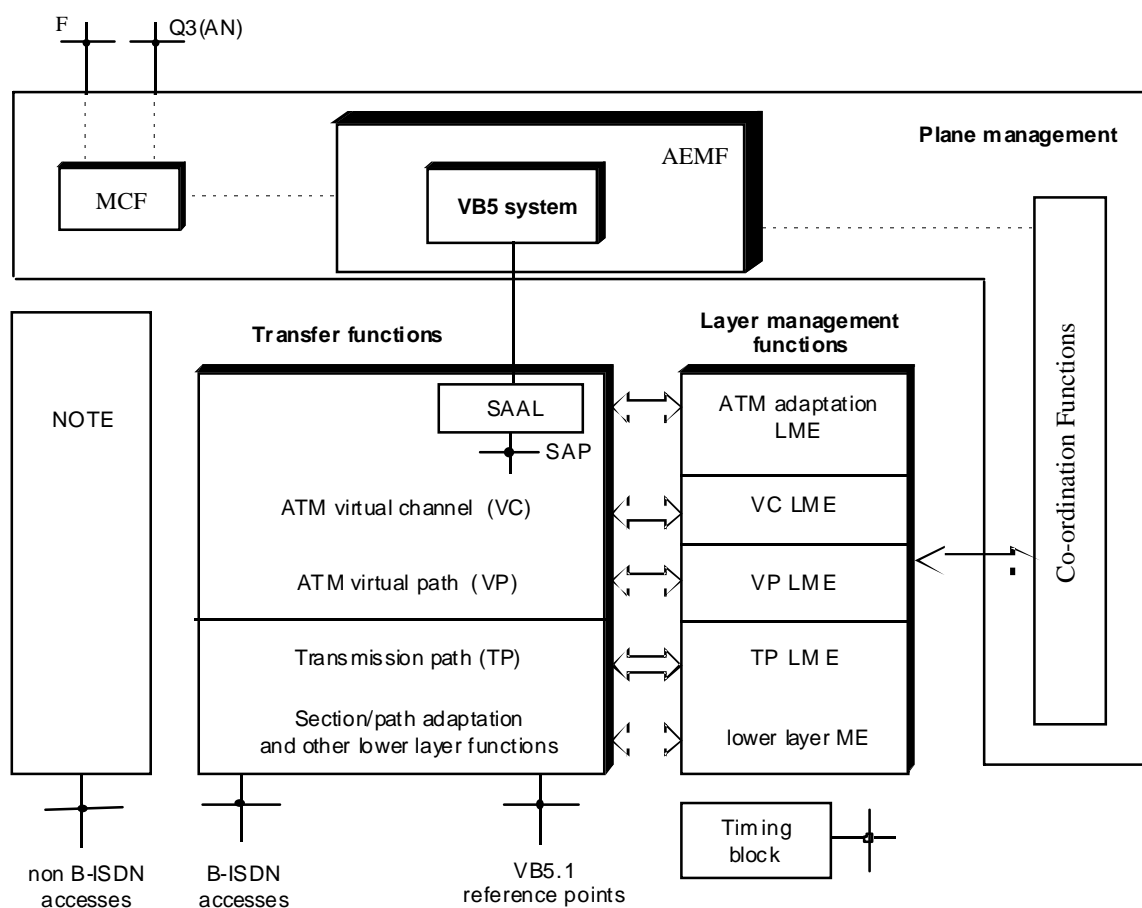 F
Q3(AN)
Plane management
AEMF
MCF
VB5 system
Transfer functions
Layer management
functions
NOTE
SAAL
SAP
ATM adaptation
LME
ATM virtual channel (VC)
VC LME
ATM virtual path (VP)
VP LME
Transmission path (TP)
TP LME
Section/path adaptation
and other lower layer functions
lower layer ME
Co-ordination Functions
Timing
block
non B-ISDN
accesses
B-ISDN
accesses
VB5.1
reference points